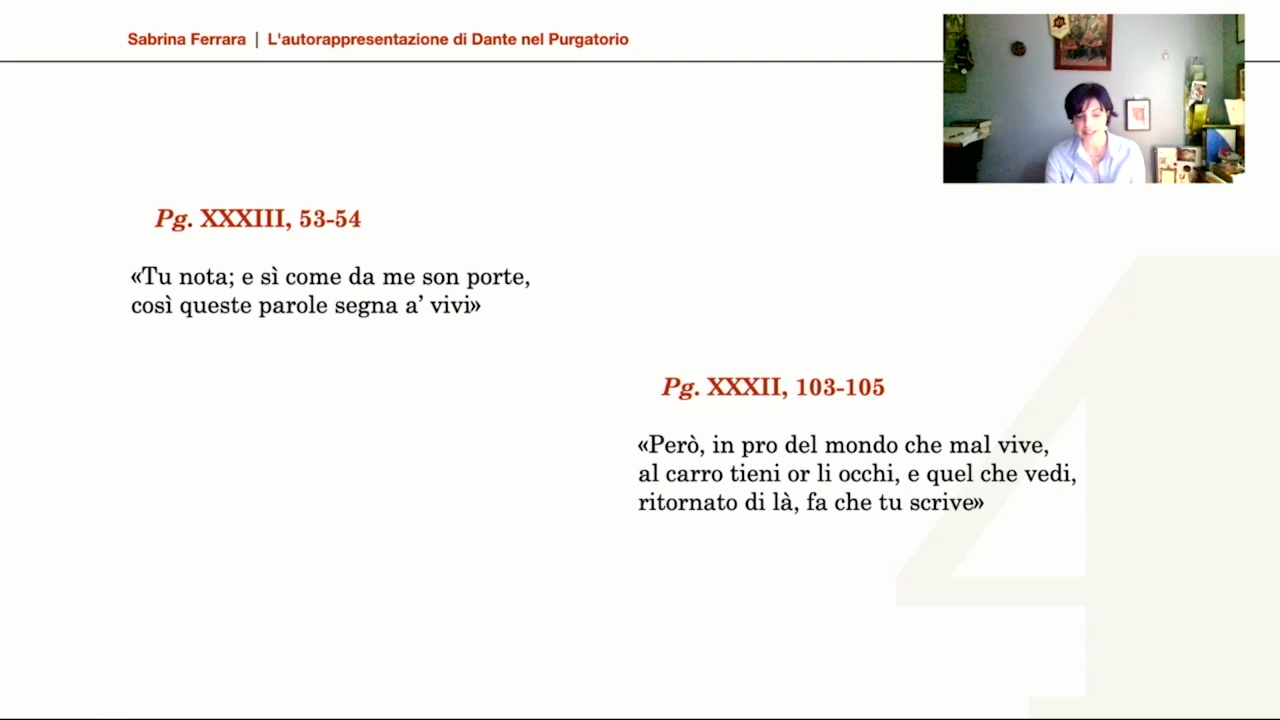 Sabrina Ferrara | L'autorappresentazione di Dante nel Purgatorio
Pg. XXXIII, 53-54
«Tu nota; e sì come da me son porte,
così queste parole segna a’ vivi»
Pg. XXXII, 103-105
«Però, in pro del mondo che mal vive,
al carro tieni or li occhi, e quel che vedi,
ritornato di là, fa che tu scrive»
4